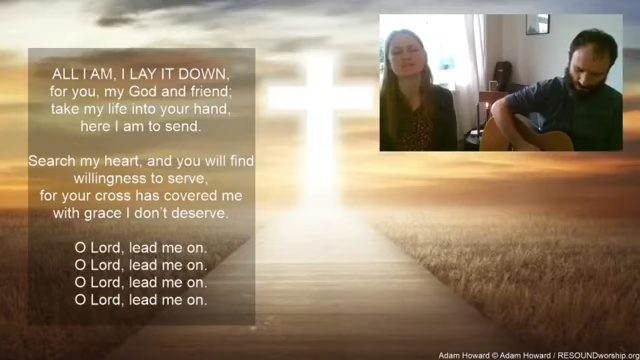 ALL I AM, I LAY IT DOWN,
for you, my God and friend;
take my life into your hand,
here I am to send.
Search my heart, and you will find
willingness to serve,
for your cross has covered me
with grace I don't deserve.
O Lord, lead me on.
O Lord, lead me on.
O Lord, lead me on.
O Lord, lead me on.
Adam Howard © Adam Howard / RESOUNDworship.org